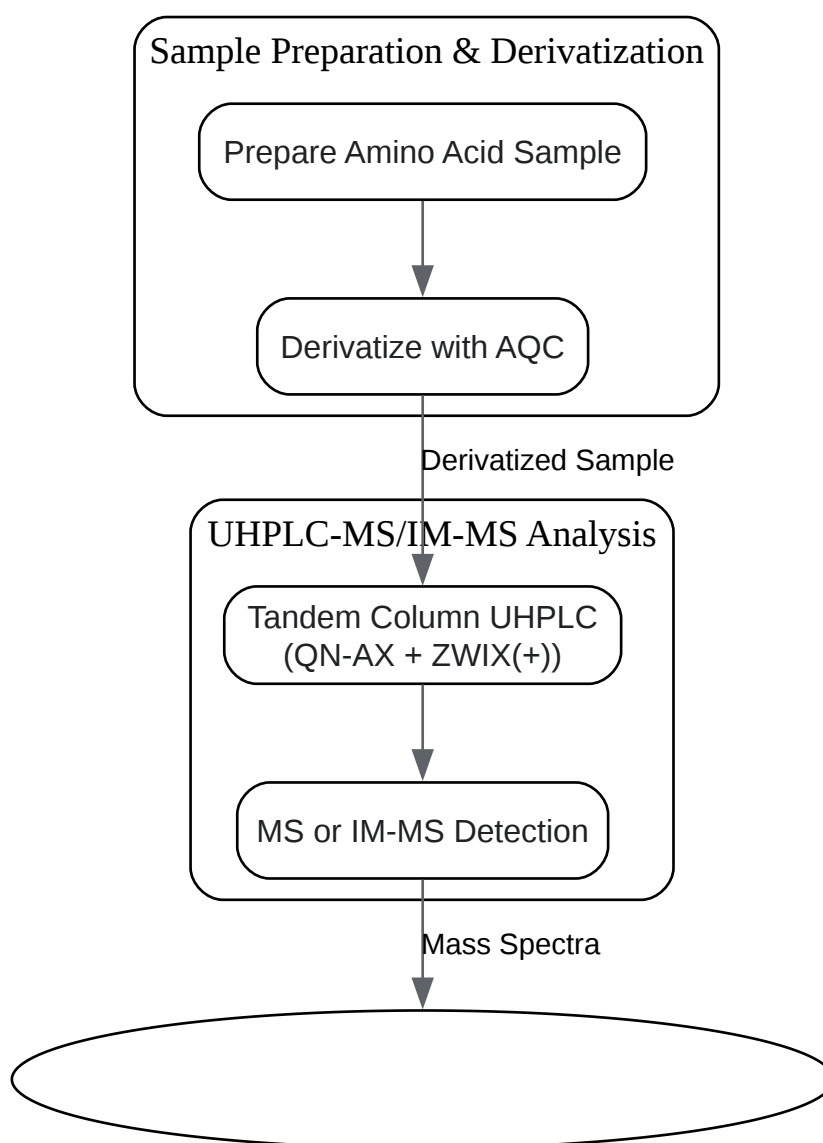 Sample Preparation & Derivatization
Prepare Amino Acid Sample
Derivatize with AQC
Derivatized Sample
UHPLC-MS/IM-MS Analysis
Tandem Column UHPLC
(QN-AX + ZWIX(+))
MS or IM-MS Detection
Mass Spectra